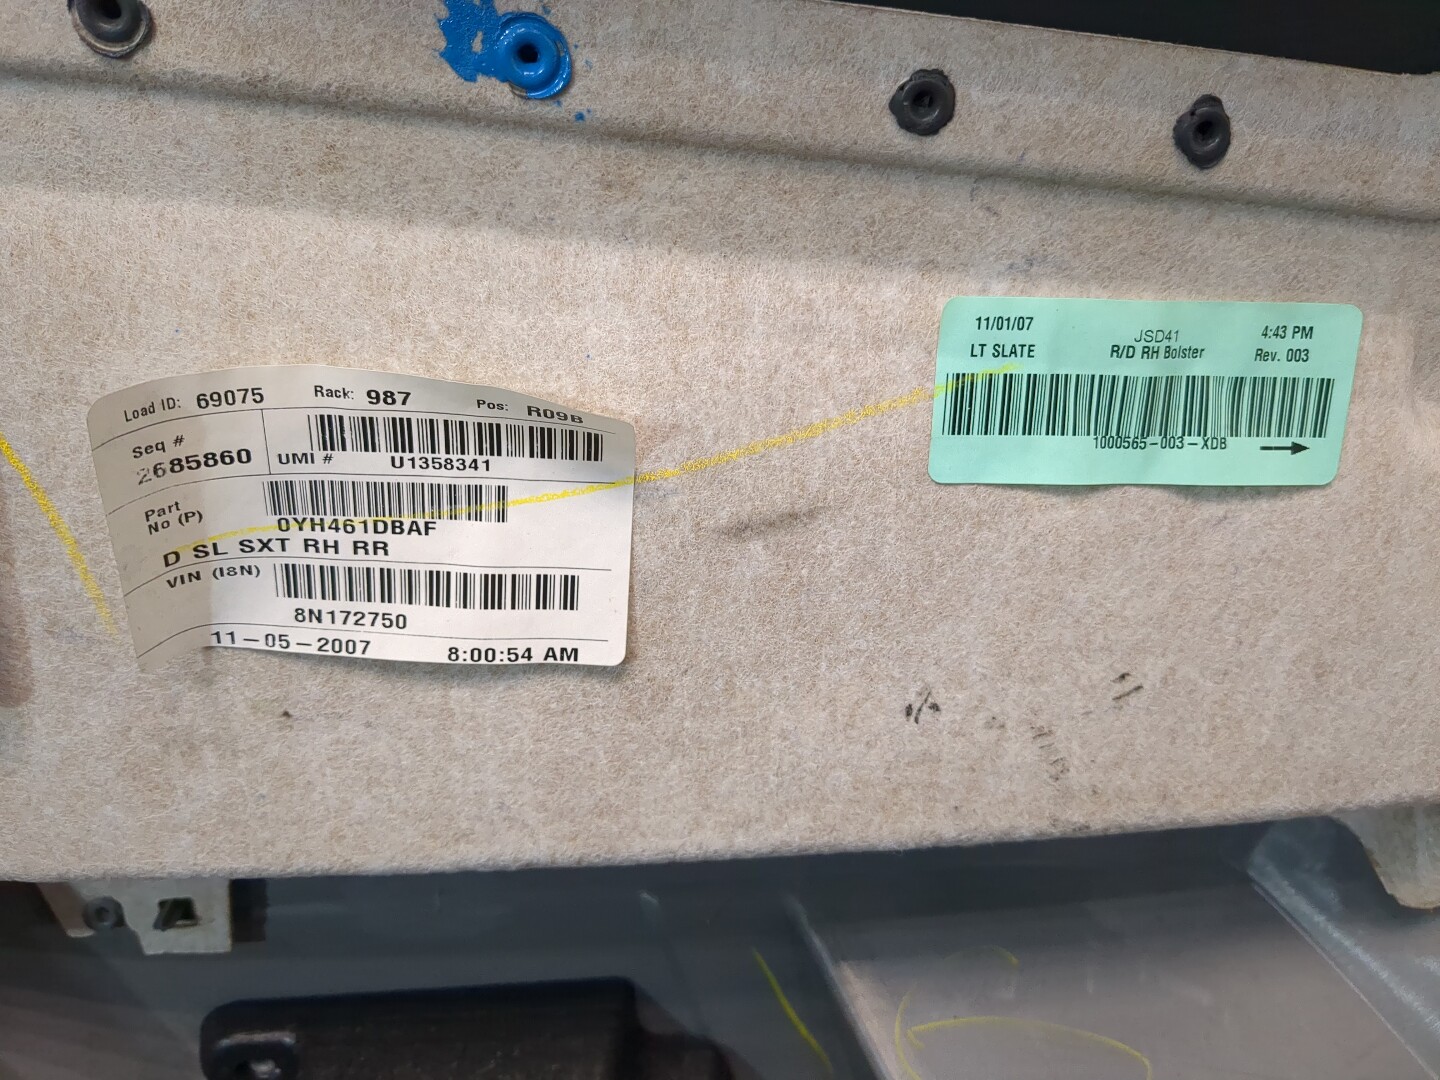 Load ID: 69075 Rack: 987 Pos: R09B
Seq #
2685860
UMI # U1358341
Part
No (P)
0YH461DBAF
D SL SXT RH RR
VIN (I8N)
8N172750
11-05-2007 8:00:54 AM
11/01/07 JSD41 4:43 PM
LT SLATE R/D RH Bolster Rev. 003
1000565-003-XDB